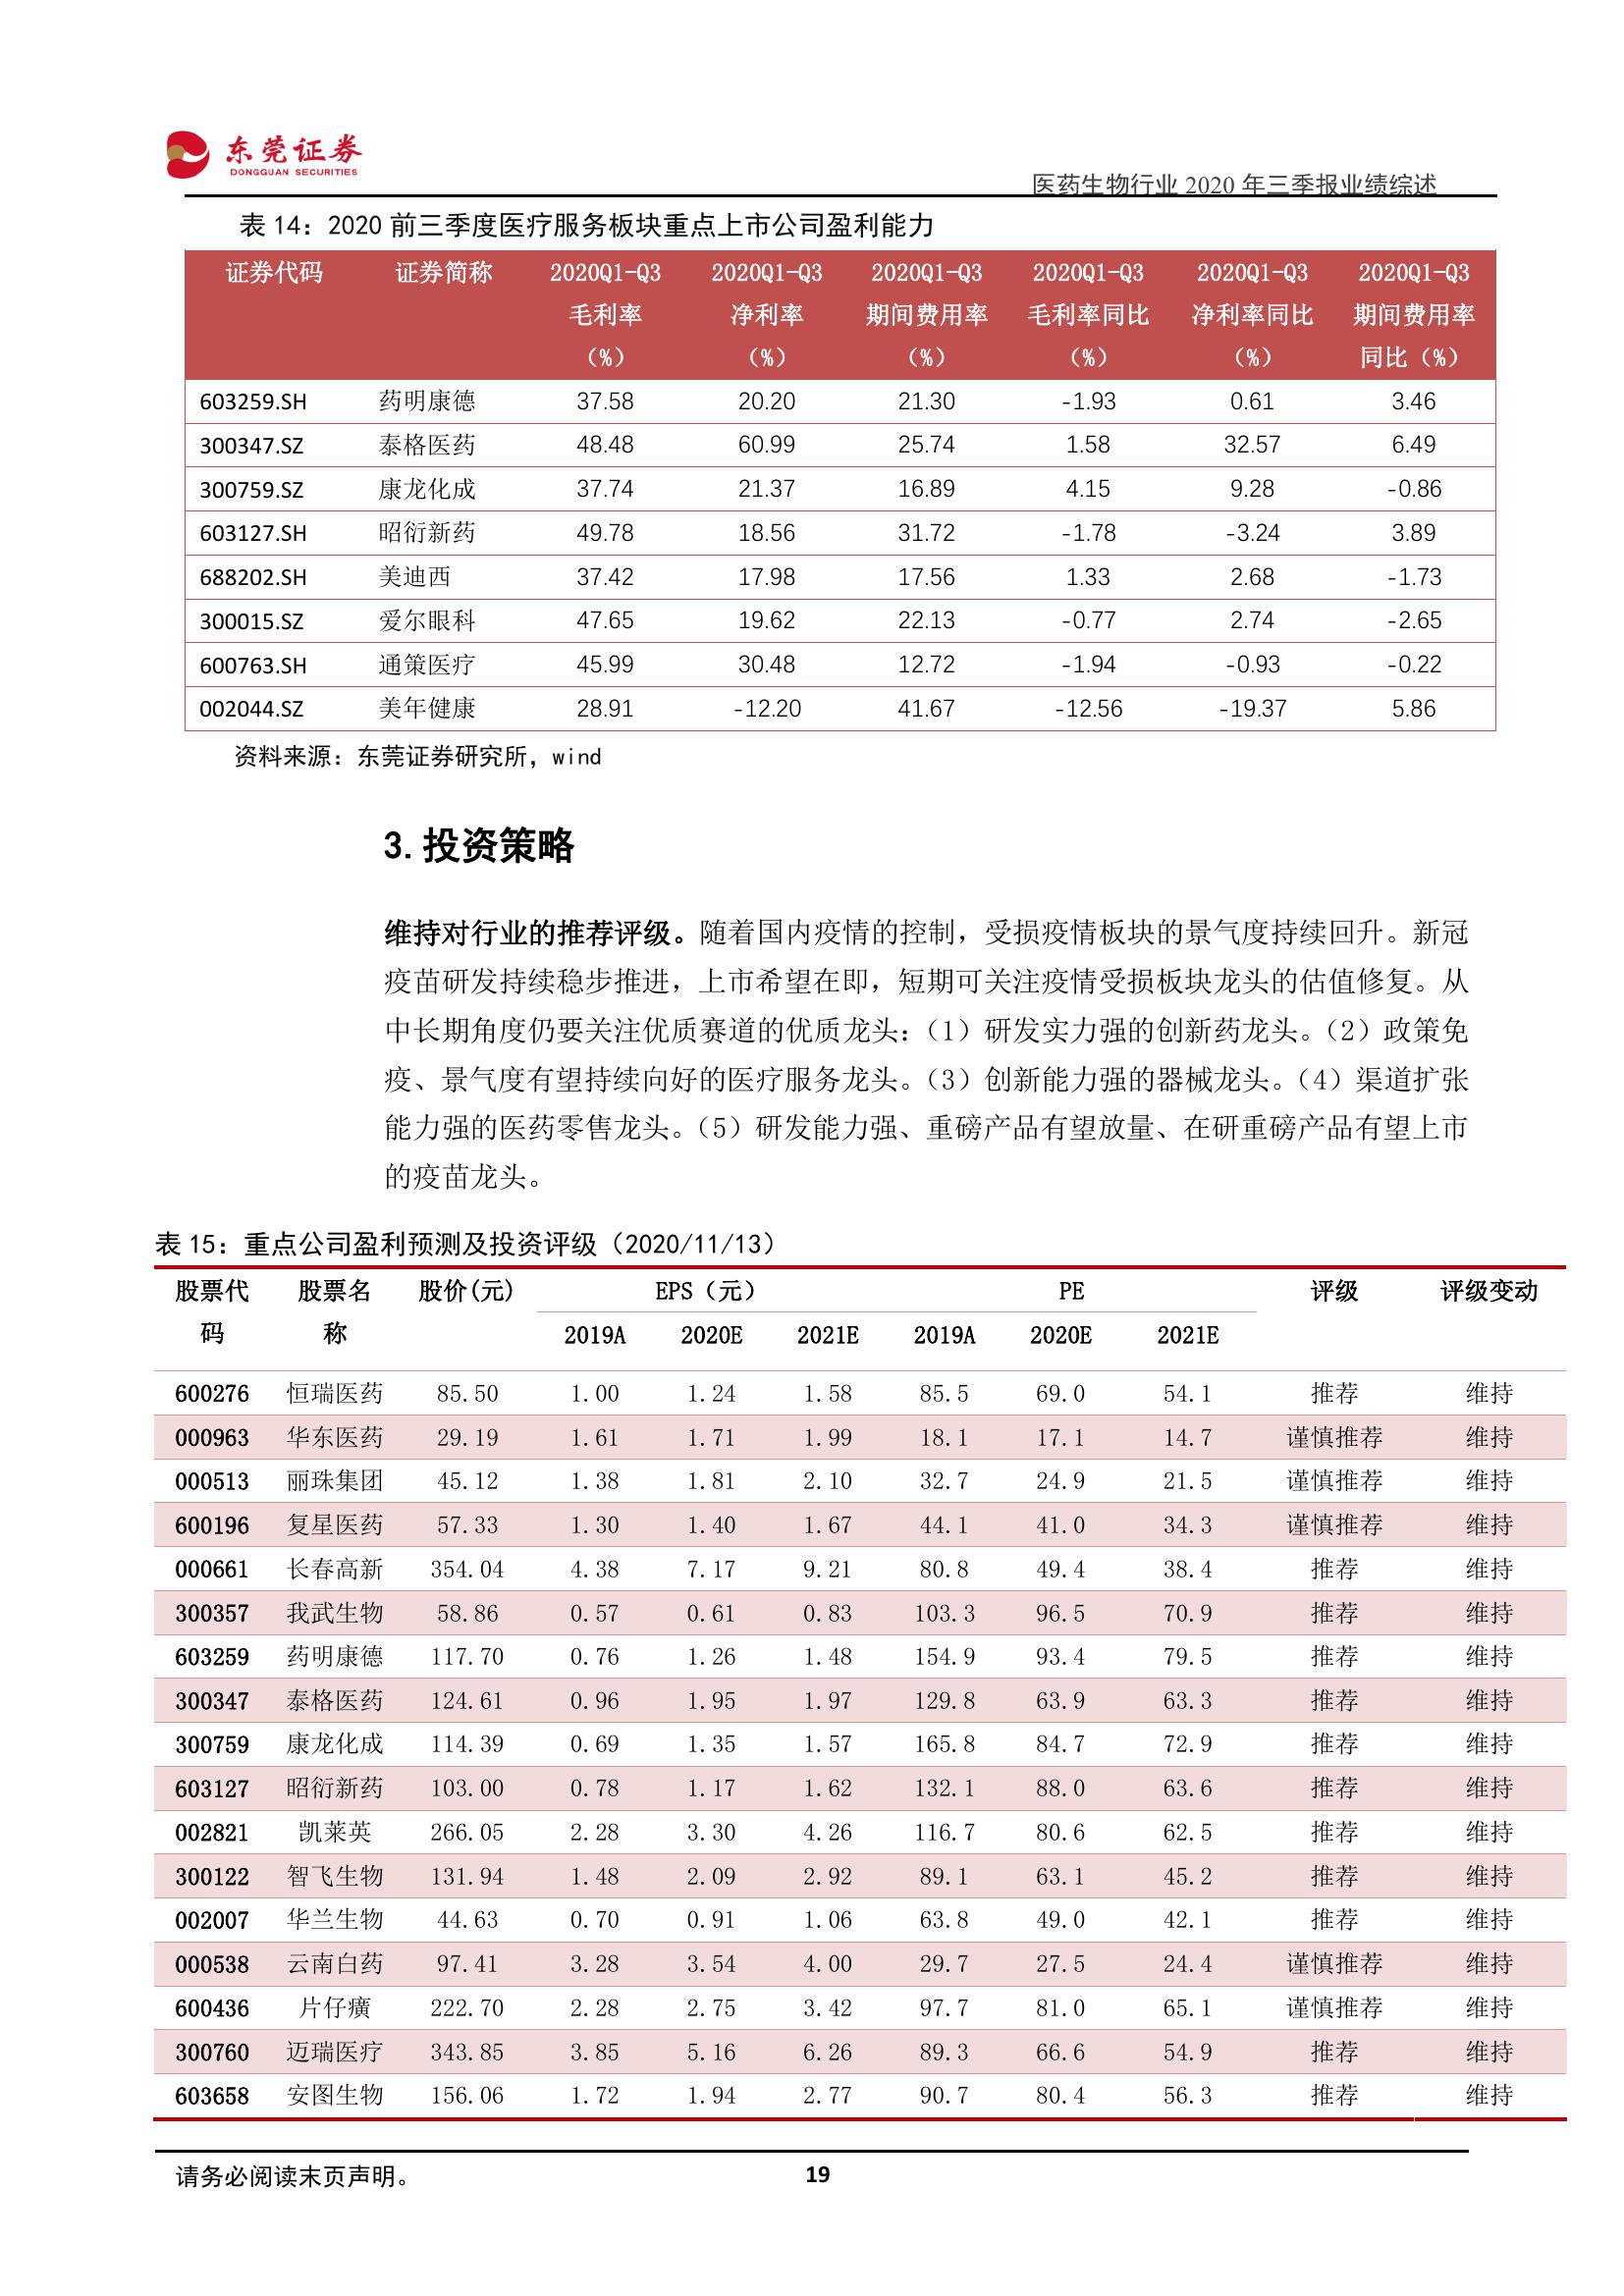 东莞证券
DONGGUAN SECURITIES
医药生物行业 2020 年三季报业绩综述
表 14：2020 前三季度医疗服务板块重点上市公司盈利能力
证券代码 证券简称 2020Q1-Q3 2020Q1-Q3 2020Q1-Q3 2020Q1-Q3 2020Q1-Q3 2020Q1-Q3
毛利率 净利率 期间费用率 毛利率同比 净利率同比 期间费用率
（%） （%） （%） （%） （%） 同比（%）
603259.SH 药明康德 37.58 20.20 21.30 -1.93 0.61 3.46
300347.SZ 泰格医药 48.48 60.99 25.74 1.58 32.57 6.49
300759.SZ 康龙化成 37.74 21.37 16.89 4.15 9.28 -0.86
603127.SH 昭衍新药 49.78 18.56 31.72 -1.78 -3.24 3.89
688202.SH 美迪西 37.42 17.98 17.56 1.33 2.68 -1.73
300015.SZ 爱尔眼科 47.65 19.62 22.13 -0.77 2.74 -2.65
600763.SH 通策医疗 45.99 30.48 12.72 -1.94 -0.93 -0.22
002044.SZ 美年健康 28.91 -12.20 41.67 -12.56 -19.37 5.86
资料来源：东莞证券研究所，wind
3.投资策略
维持对行业的推荐评级。随着国内疫情的控制，受损疫情板块的景气度持续回升。新冠
疫苗研发持续稳步推进，上市希望在即，短期可关注疫情受损板块龙头的估值修复。从
中长期角度仍要关注优质赛道的优质龙头：（1）研发实力强的创新药龙头。（2）政策免
疫、景气度有望持续向好的医疗服务龙头。（3）创新能力强的器械龙头。（4）渠道扩张
能力强的医药零售龙头。（5）研发能力强、重磅产品有望放量、在研重磅产品有望上市
的疫苗龙头。
表 15：重点公司盈利预测及投资评级（2020/11/13）
股票代 股票名 股价(元) EPS（元） PE 评级 评级变动
码 称 2019A 2020E 2021E 2019A 2020E 2021E
600276 恒瑞医药 85.50 1.00 1.24 1.58 85.5 69.0 54.1 推荐 维持
000963 华东医药 29.19 1.61 1.71 1.99 18.1 17.1 14.7 谨慎推荐 维持
000513 丽珠集团 45.12 1.38 1.81 2.10 32.7 24.9 21.5 谨慎推荐 维持
600196 复星医药 57.33 1.30 1.40 1.67 44.1 41.0 34.3 谨慎推荐 维持
000661 长春高新 354.04 4.38 7.17 9.21 80.8 49.4 38.4 推荐 维持
300357 我武生物 58.86 0.57 0.61 0.83 103.3 96.5 70.9 推荐 维持
603259 药明康德 117.70 0.76 1.26 1.48 154.9 93.4 79.5 推荐 维持
300347 泰格医药 124.61 0.96 1.95 1.97 129.8 63.9 63.3 推荐 维持
300759 康龙化成 114.39 0.69 1.35 1.57 165.8 84.7 72.9 推荐 维持
603127 昭衍新药 103.00 0.78 1.17 1.62 132.1 88.0 63.6 推荐 维持
002821 凯莱英 266.05 2.28 3.30 4.26 116.7 80.6 62.5 推荐 维持
300122 智飞生物 131.94 1.48 2.09 2.92 89.1 63.1 45.2 推荐 维持
002007 华兰生物 44.63 0.70 0.91 1.06 63.8 49.0 42.1 推荐 维持
000538 云南白药 97.41 3.28 3.54 4.00 29.7 27.5 24.4 谨慎推荐 维持
600436 片仔癀 222.70 2.28 2.75 3.42 97.7 81.0 65.1 谨慎推荐 维持
300760 迈瑞医疗 343.85 3.85 5.16 6.26 89.3 66.6 54.9 推荐 维持
603658 安图生物 156.06 1.72 1.94 2.77 90.7 80.4 56.3 推荐 维持
请务必阅读末页声明。 19